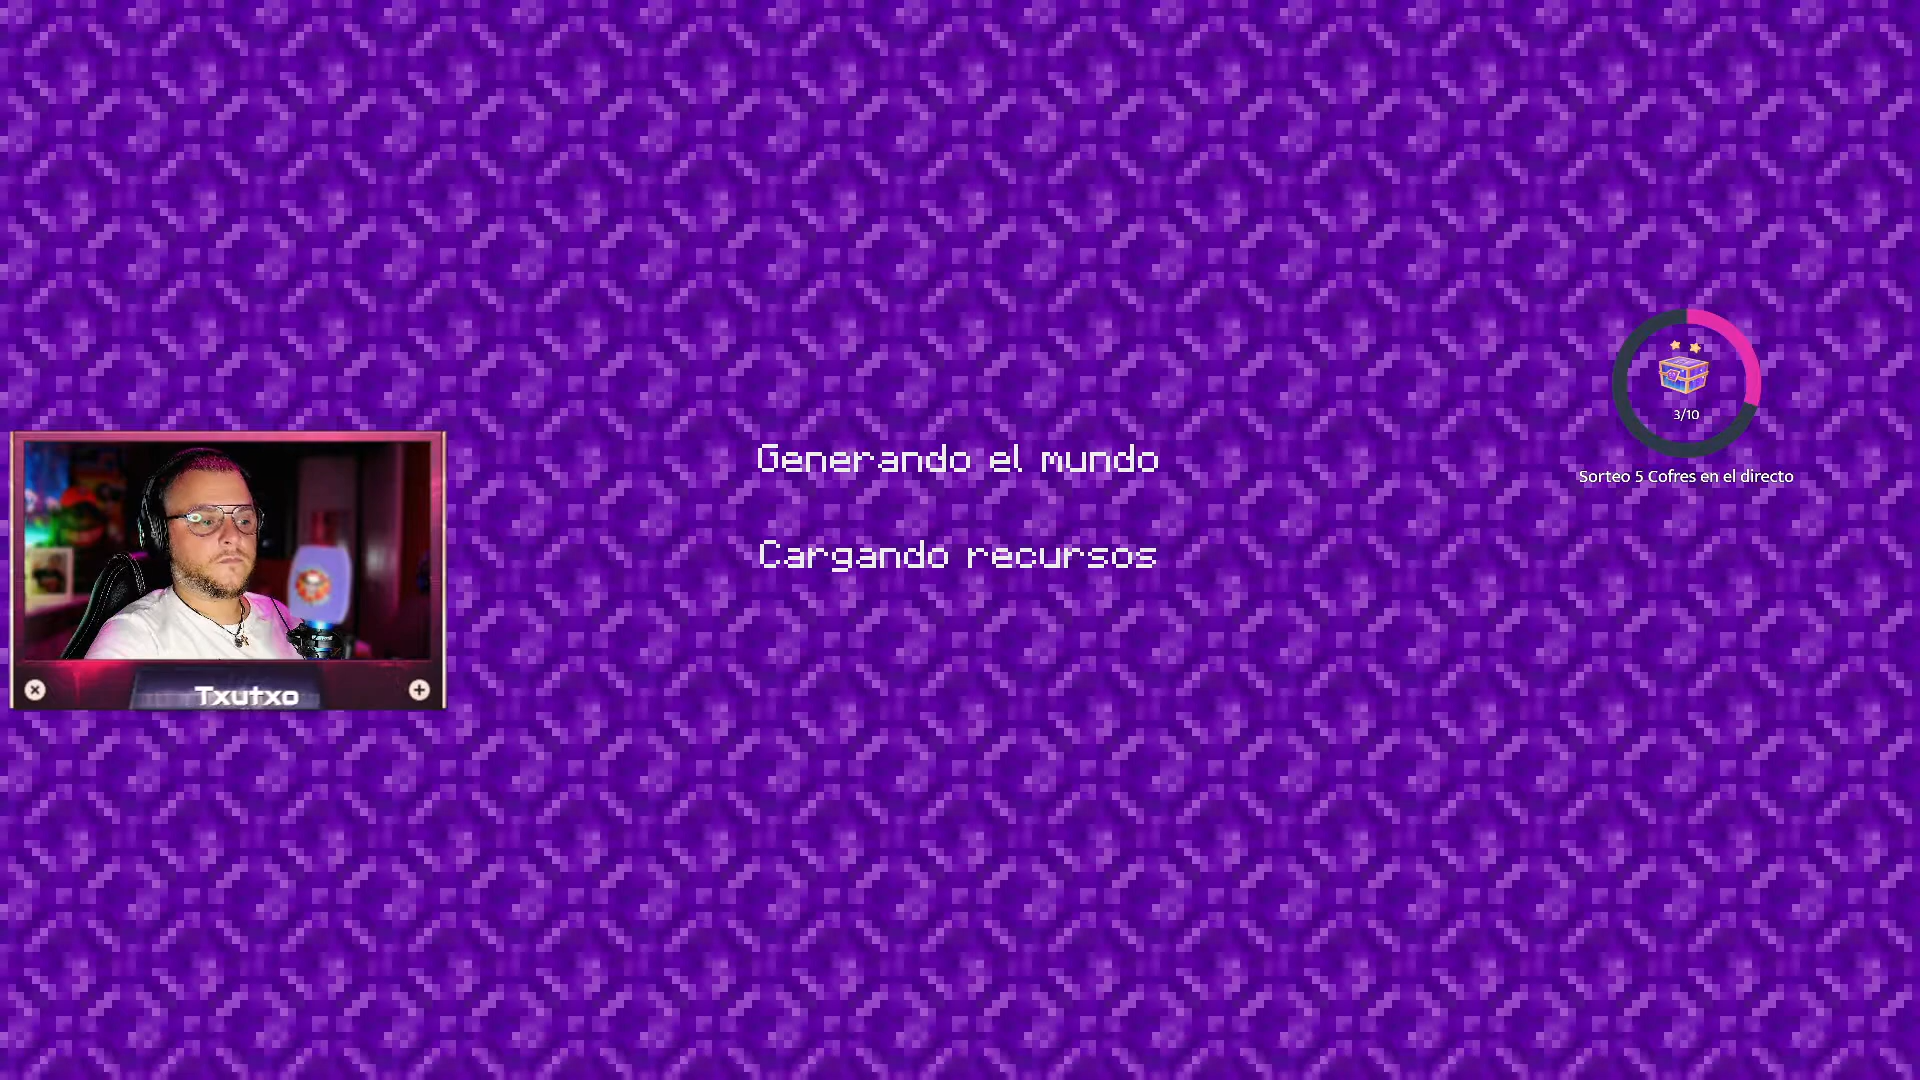 Generando el mundo
Cargando recursos
3/10
Sorteo 5 Cofres en el directo
Txutxo